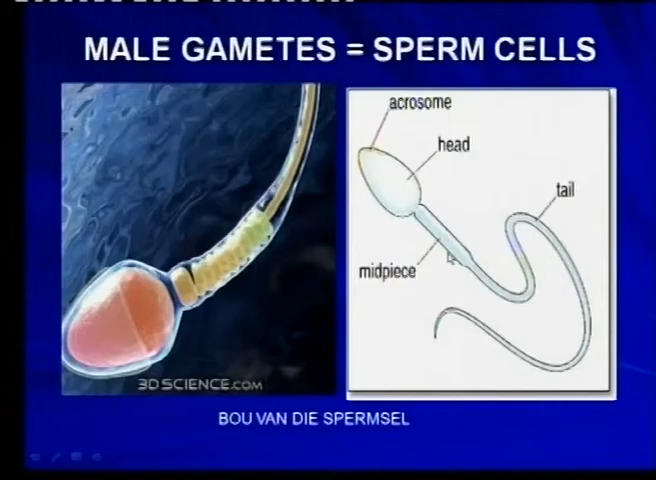 MALE GAMETES = SPERM CELLS
acrosome
head
tail
midpiece
3DSCIENCE.COM
BOU VAN DIE SPERMSEL